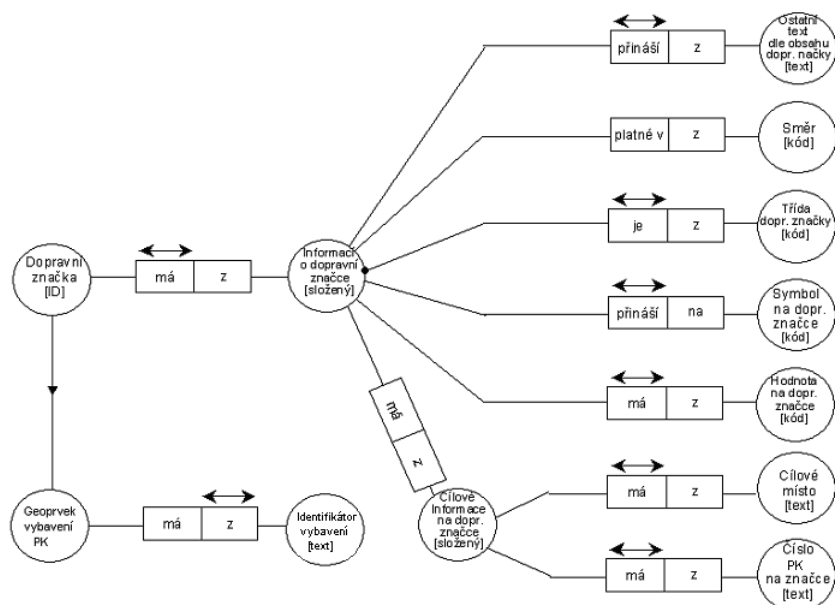 Ostatní
text
dle obsahu
dopr. načky
[text]
přináší
z
Směr
[kód]
platné v
z
Třída
dopr. značky
[kód]
je
z
Dopravní
značka
[ID]
má
z
Informací
o dopravní
značce
[složený]
Symbol
na dopr.
značce
[kód]
přináší
na
Hodnota
na dopr.
značce
[kód]
má
z
má
z
Geoprvek
vybavení
PK
má
z
Identifikátor
vybavení
[text]
Cílové
Informace
na dopr.
značce
[složený]
má
z
Cílové
místo
[text]
má
z
Číslo
PK
na značce
[text]